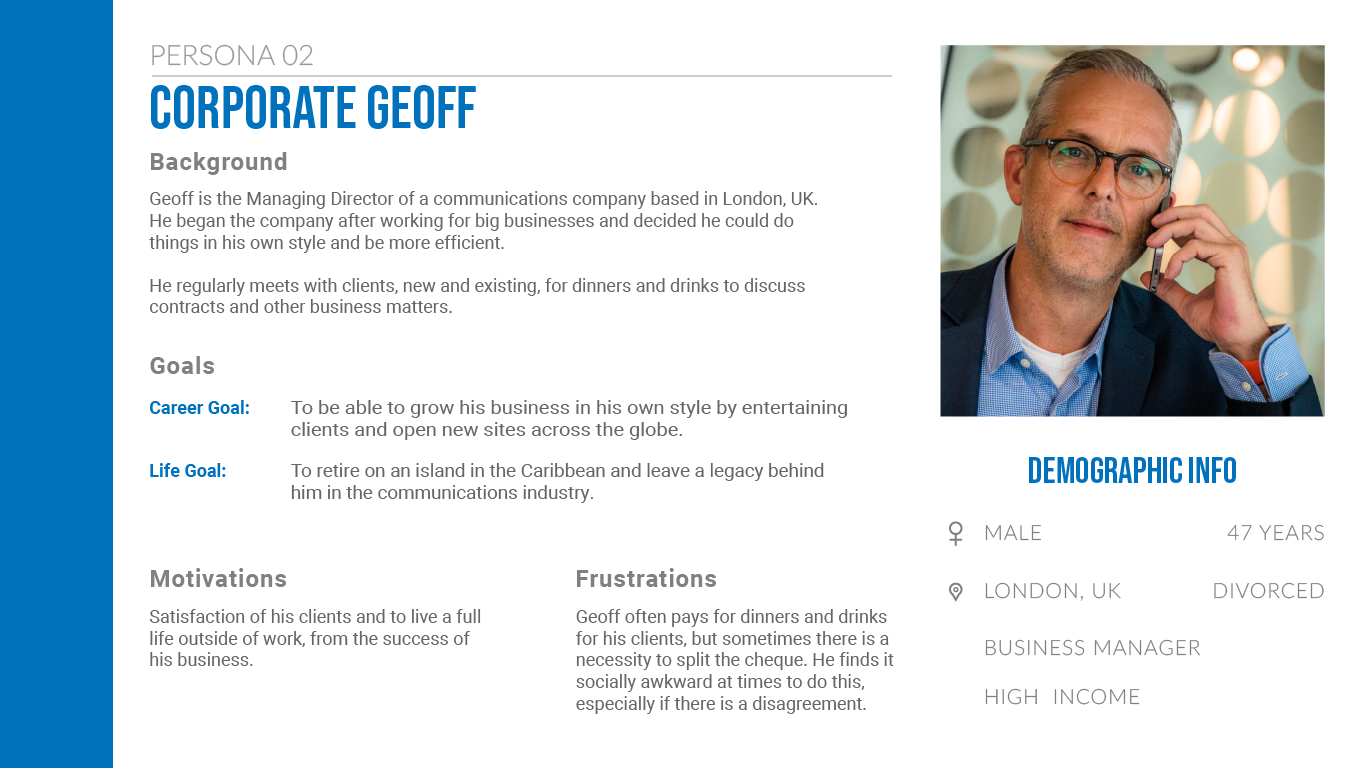 PERSONA 02
CORPORATE GEOFF
Background
Geoff is the Managing Director of a communications company based in London, UK.
He began the company after working for big businesses and decided he could do
things in his own style and be more efficient.
He regularly meets with clients, new and existing, for dinners and drinks to discuss
contracts and other business matters.
Goals
Career Goal: To be able to grow his business in his own style by entertaining
clients and open new sites across the globe.
Life Goal: To retire on an island in the Caribbean and leave a legacy behind
him in the communications industry.
Motivations
Satisfaction of his clients and to live a full
life outside of work, from the success of
his business.
Frustrations
Geoff often pays for dinners and drinks
for his clients, but sometimes there is a
necessity to split the cheque. He finds it
socially awkward at times to do this,
especially if there is a disagreement.
DEMOGRAPHIC INFO
MALE 47 YEARS
LONDON, UK DIVORCED
BUSINESS MANAGER
HIGH INCOME